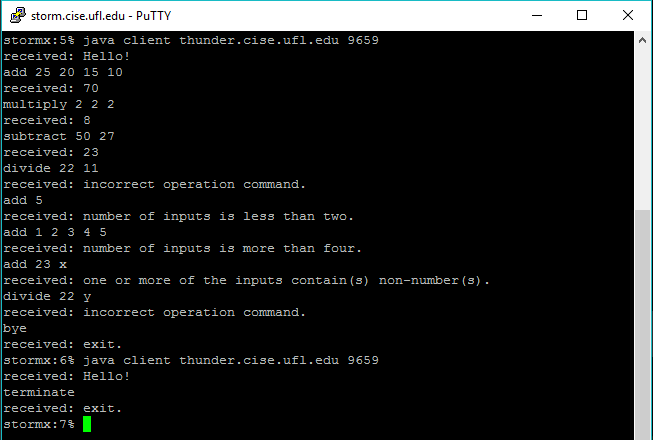 storm.cise.ufl.edu - PuTTY
stormx:5% java client thunder.cise.ufl.edu 9659
received: Hello!
add 25 20 15 10
received: 70
multiply 2 2 2
received: 8
subtract 50 27
received: 23
divide 22 11
received: incorrect operation command.
add 5
received: number of inputs is less than two.
add 1 2 3 4 5
received: number of inputs is more than four.
add 23 x
received: one or more of the inputs contain(s) non-number(s).
divide 22 y
received: incorrect operation command.
bye
received: exit.
stormx:6% java client thunder.cise.ufl.edu 9659
received: Hello!
terminate
received: exit.
stormx:7%